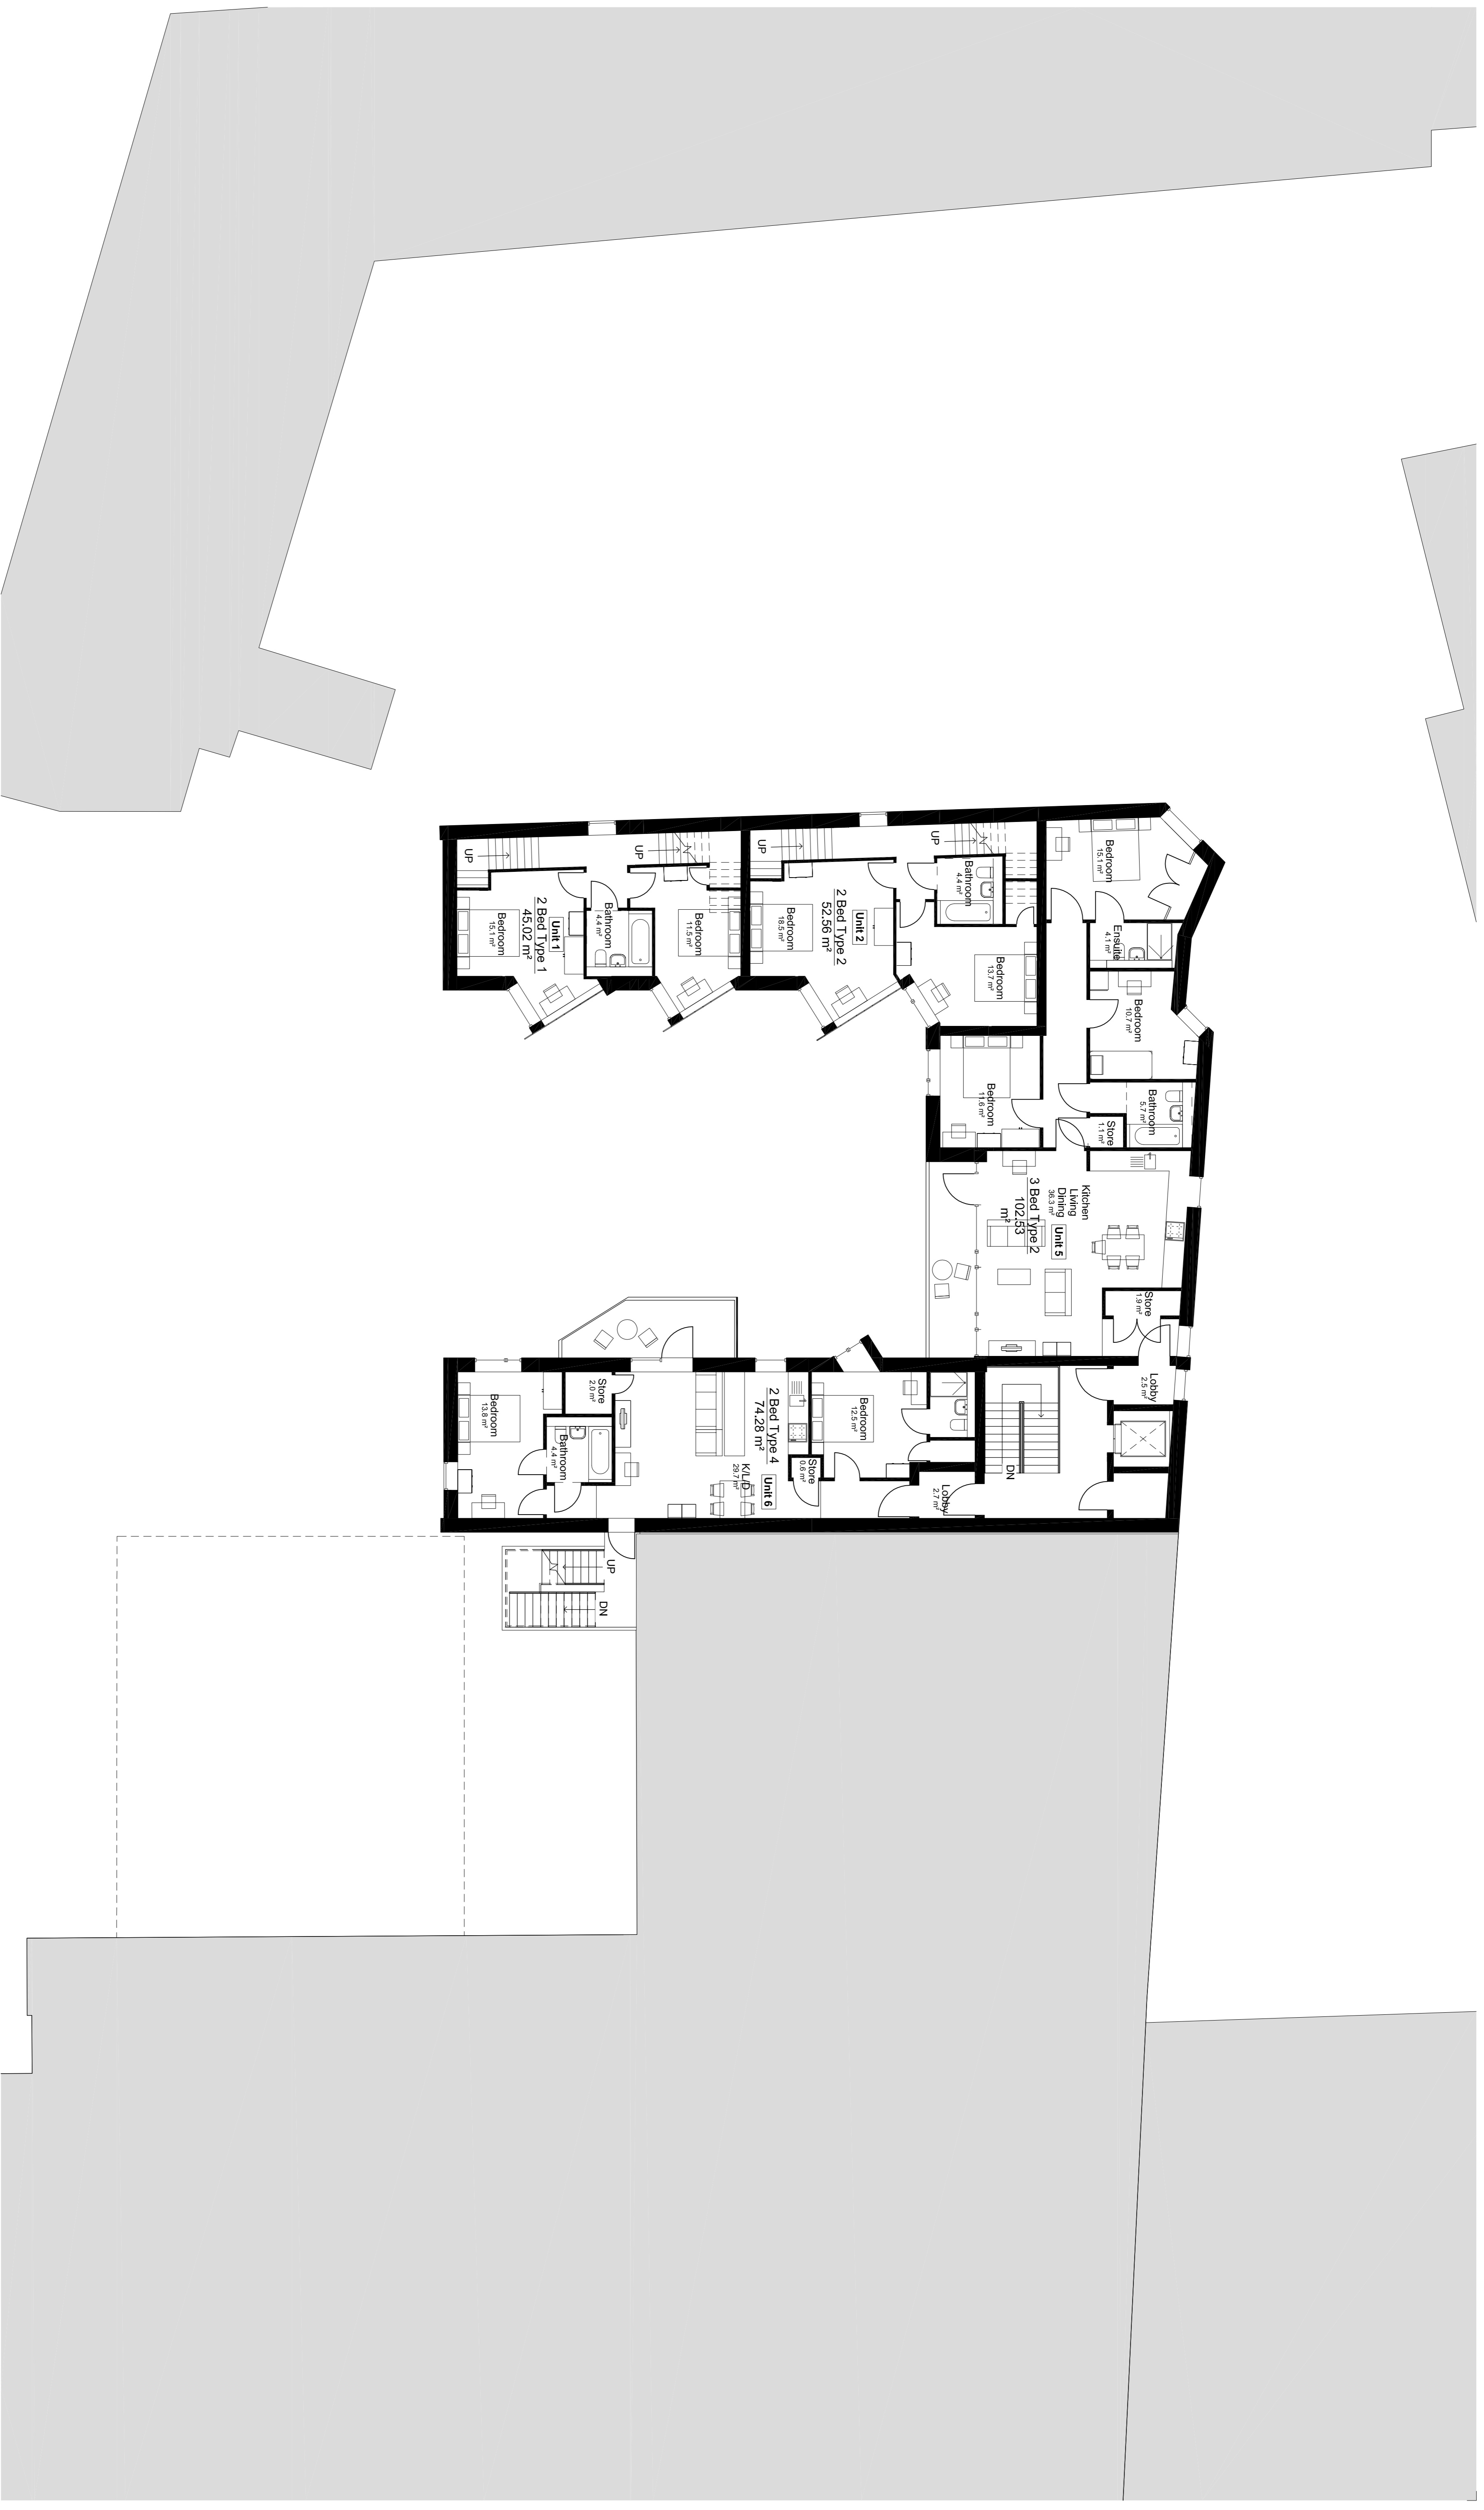 Unit 1
2 Bed Type 1
45.02 m²
Bedroom
15.1 m²
Bathroom
4.4 m²
Bedroom
11.5 m²
UP
UP
Unit 2
2 Bed Type 2
52.56 m²
Bedroom
18.5 m²
Bathroom
4.4 m²
Bedroom
13.7 m²
UP
UP
Bedroom
15.1 m²
Ensuite
4.1 m²
Bedroom
10.7 m²
Bathroom
5.7 m²
Store
1.1 m²
Bedroom
11.6 m²
Kitchen
Living
Dining
36.3 m²
Unit 5
3 Bed Type 2
102.53
m²
Store
1.9 m²
Lobby
2.5 m²
DN
Lobby
2.7 m²
Bedroom
12.5 m²
Store
0.6 m²
Unit 6
2 Bed Type 4
74.28 m²
K/L/D
29.7 m²
Store
2.0 m²
Bathroom
4.4 m²
Bedroom
13.8 m²
UP
DN